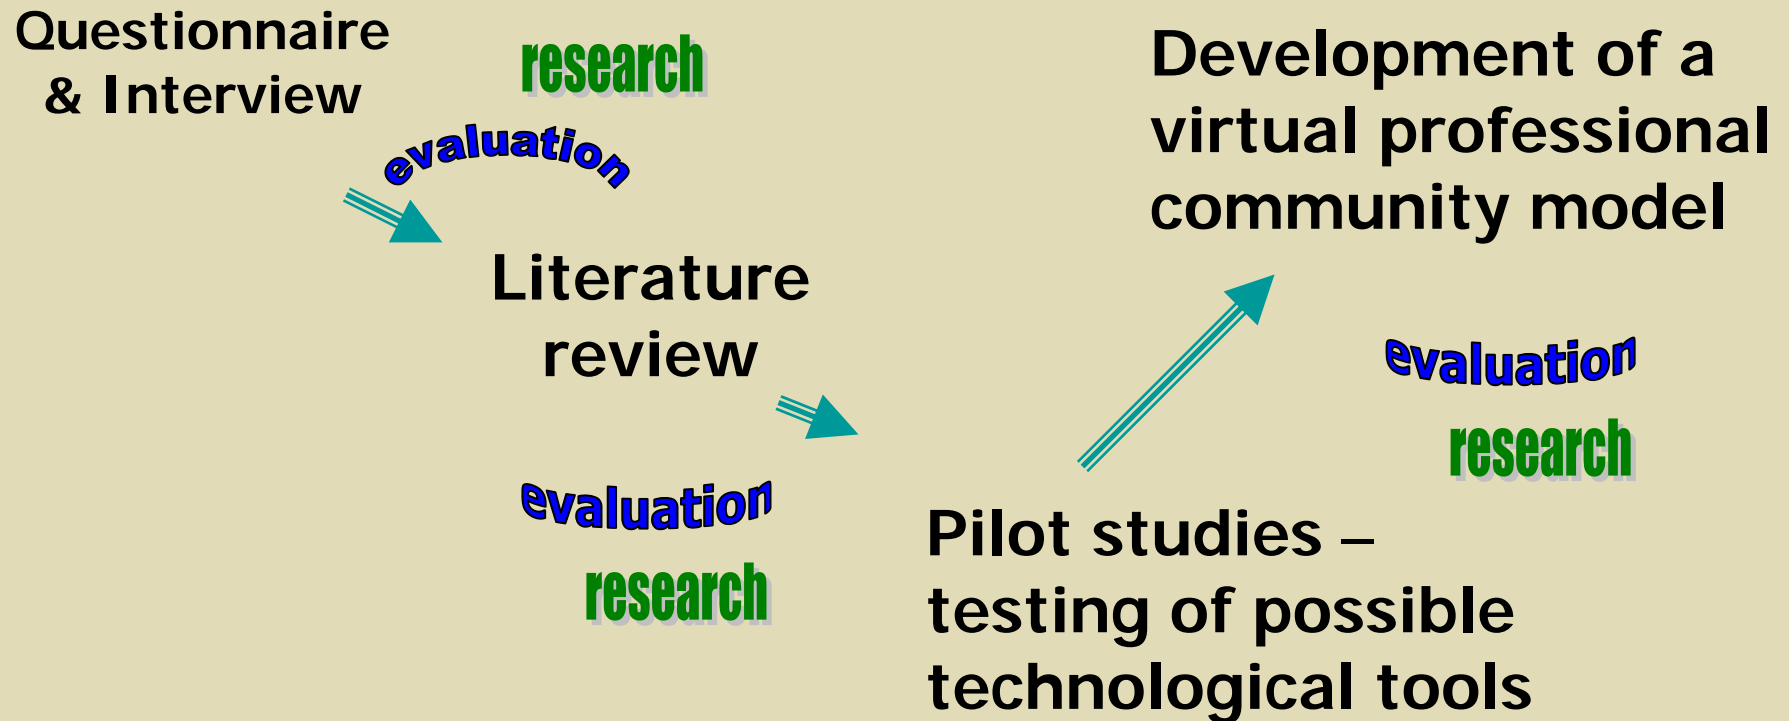 Questionnaire
& Interview
research
evaluation
Literature
review
evaluation
research
Pilot studies –
testing of possible
technological tools
Development of a
virtual professional
community model
evaluation
research